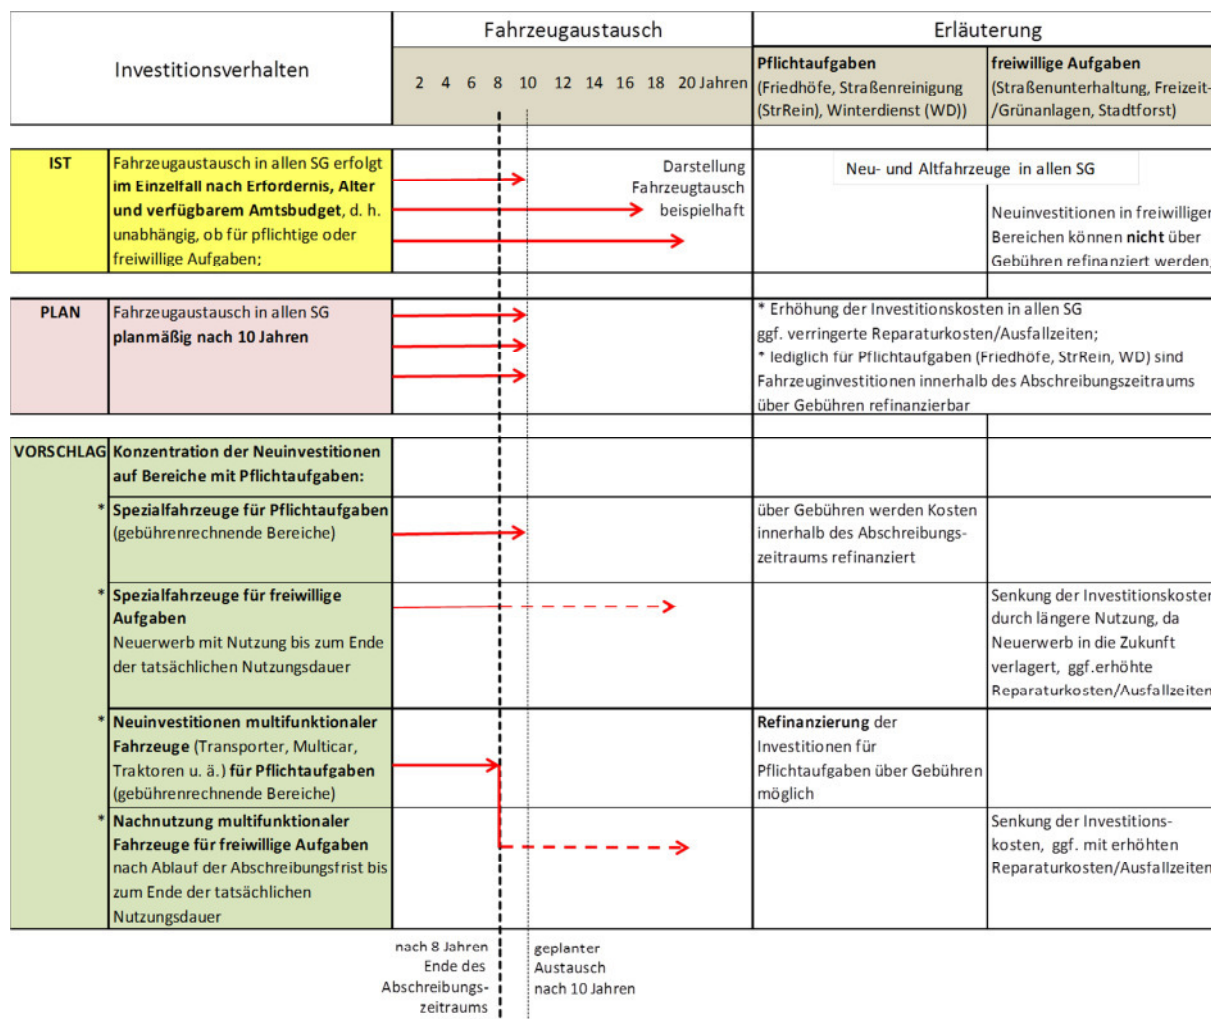 Investitionsverhalten
Fahrzeugaustausch
2 4 6 8 10 12 14 16 18 20 Jahren
Erläuterung
Pflichtaufgaben
(Friedhöfe, Straßenreinigung
(StrRein), Winterdienst (WD))
freiwillige Aufgaben
(Straßenunterhaltung, Freizeit-
/Grünanlagen, Stadtforst)
IST
Fahrzeugaustausch in allen SG erfolgt
im Einzelfall nach Erfordernis, Alter
und verfügbarem Amtsbudget, d. h.
unabhängig, ob für pflichtige oder
freiwillige Aufgaben;
Darstellung
Fahrzeugtausch
beispielhaft
Neu- und Altfahrzeuge in allen SG
Neuinvestitionen in freiwilligen
Bereichen können nicht über
Gebühren refinanziert werden,
PLAN
Fahrzeugaustausch in allen SG
planmäßig nach 10 Jahren
* Erhöhung der Investitionskosten in allen SG
ggf. verringerte Reparaturkosten/Ausfallzeiten;
* lediglich für Pflichtaufgaben (Friedhöfe, StrRein, WD) sind
Fahrzeuginvestitionen innerhalb des Abschreibungszeitraums
über Gebühren refinanzierbar
VORSCHLAG
Konzentration der Neuinvestitionen
auf Bereiche mit Pflichtaufgaben:
* Spezialfahrzeuge für Pflichtaufgaben
(gebührenrechnende Bereiche)
über Gebühren werden Kosten
innerhalb des Abschreibungs-
zeitraums refinanziert
* Spezialfahrzeuge für freiwillige
Aufgaben
Neuerwerb mit Nutzung bis zum Ende
der tatsächlichen Nutzungsdauer
Senkung der Investitionskosten
durch längere Nutzung, da
Neuerwerb in die Zukunft
verlagert, ggf.erhöhte
Reparaturkosten/Ausfallzeiten
* Neuinvestitionen multifunktionaler
Fahrzeuge (Transporter, Multicar,
Traktoren u. ä.) für Pflichtaufgaben
(gebührenrechnende Bereiche)
Refinanzierung der
Investitionen für
Pflichtaufgaben über Gebühren
möglich
* Nachnutzung multifunktionaler
Fahrzeuge für freiwillige Aufgaben
nach Ablauf der Abschreibungsfrist bis
zum Ende der tatsächlichen
Nutzungsdauer
Senkung der Investitions-
kosten, ggf. mit erhöhten
Reparaturkosten/Ausfallzeiten
nach 8 Jahren
Ende des
Abschreibungs-
zeitraums
geplanter
Austausch
nach 10 Jahren